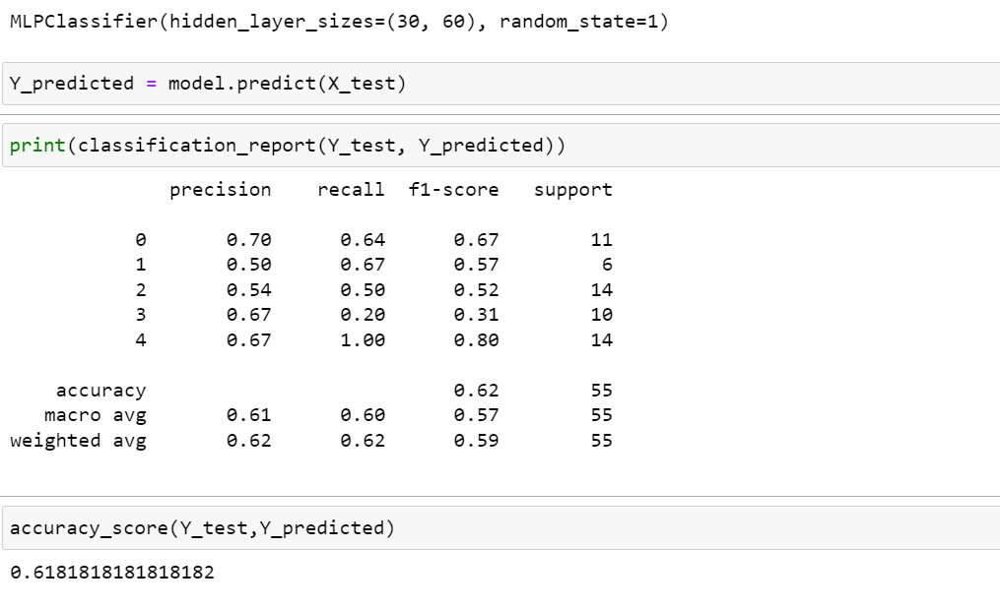 MLPClassifier(hidden_layer_sizes=(30, 60), random_state=1)
Y_predicted = model.predict(X_test)
print(classification_report(Y_test, Y_predicted))
precision recall f1-score support
0 0.70 0.64 0.67 11
1 0.50 0.67 0.57 6
2 0.54 0.50 0.52 14
3 0.67 0.20 0.31 10
4 0.67 1.00 0.80 14
accuracy 0.62 55
macro avg 0.61 0.60 0.57 55
weighted avg 0.62 0.62 0.59 55
accuracy_score(Y_test,Y_predicted)
0.6181818181818182